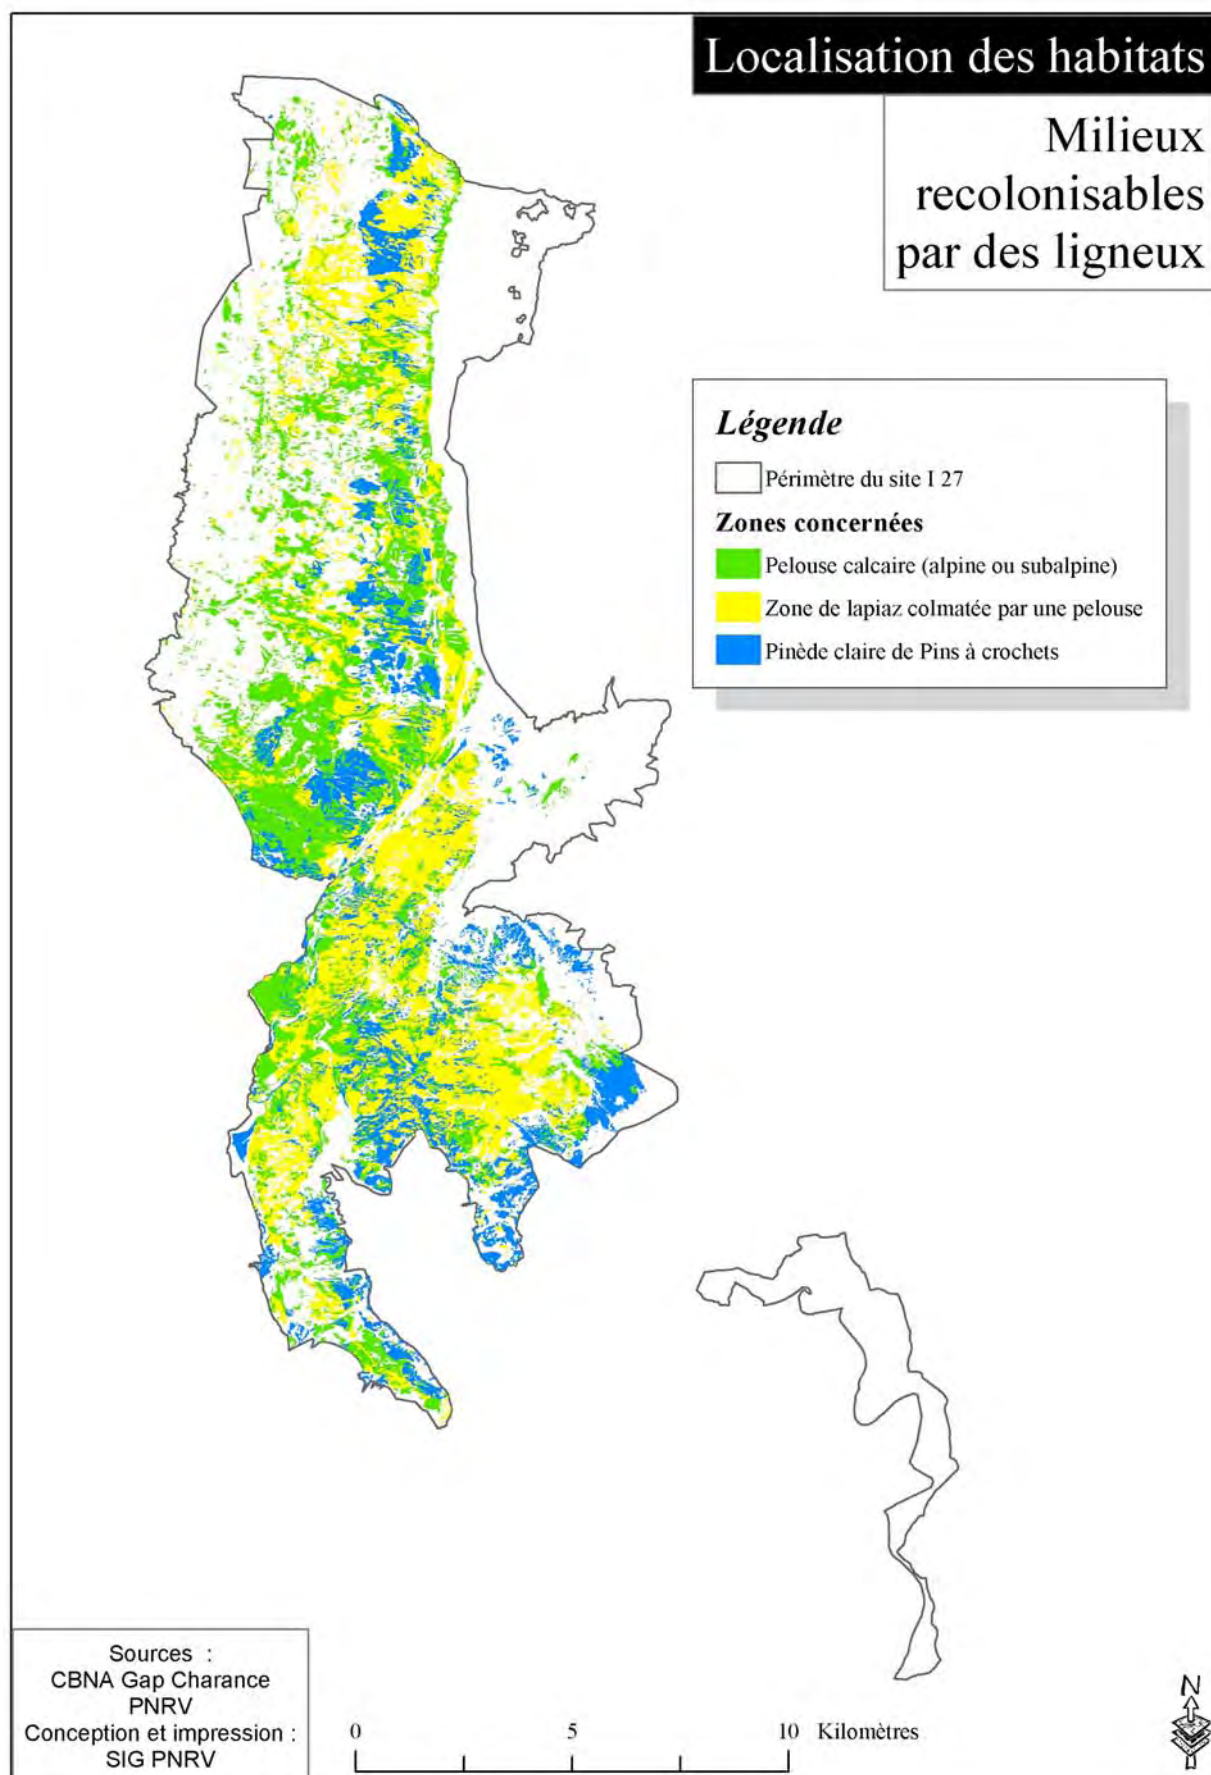 Localisation des habitats
Milieux
recolonisables
par des ligneux
Légende
Périmètre du site I 27
Zones concernées
Pelouse calcaire (alpine ou subalpine)
Zone de lapiaz colmatée par une pelouse
Pinède claire de Pins à crochets
Sources :
CBNA Gap Charance
PNRV
Conception et impression :
SIG PNRV
0 5 10 Kilomètres
N